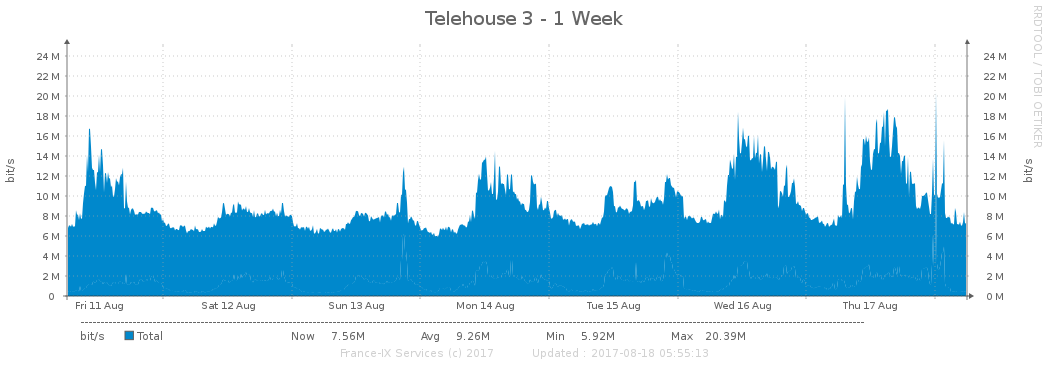 Telehouse 3 - 1 Week
RRDTOOL / TOBI OETIKER
bit/s
24 M 24 M
22 M 22 M
20 M 20 M
18 M 18 M
16 M 16 M
14 M 14 M
12 M 12 M
10 M 10 M
8 M 8 M
6 M 6 M
4 M 4 M
2 M 2 M
0 0 M
bit/s
Fri 11 Aug Sat 12 Aug Sun 13 Aug Mon 14 Aug Tue 15 Aug Wed 16 Aug Thu 17 Aug
bit/s Total Now 7.56M Avg 9.26M Min 5.92M Max 20.39M
France-IX Services (c) 2017 Updated : 2017-08-18 05:55:13